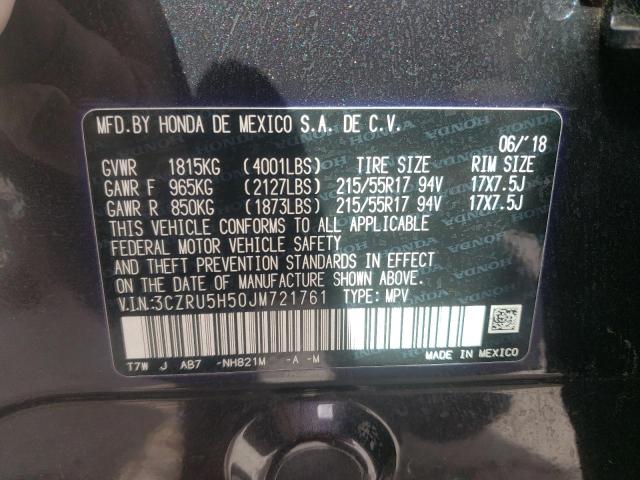 MFD.BY HONDA DE MEXICO S.A. DE C.V.
06/'18
GVWR 1815KG (4001LBS) TIRE SIZE RIM SIZE
GAWR F 965KG (2127LBS) 215/55R17 94V 17X7.5J
GAWR R 850KG (1873LBS) 215/55R17 94V 17X7.5J
THIS VEHICLE CONFORMS TO ALL APPLICABLE
FEDERAL MOTOR VEHICLE SAFETY
AND THEFT PREVENTION STANDARDS IN EFFECT
ON THE DATE OF MANUFACTURE SHOWN ABOVE.
V.I.N:3CZRU5H50JM721761 TYPE: MPV
T7W J AB7 -NH821M -A -M
MADE IN MEXICO